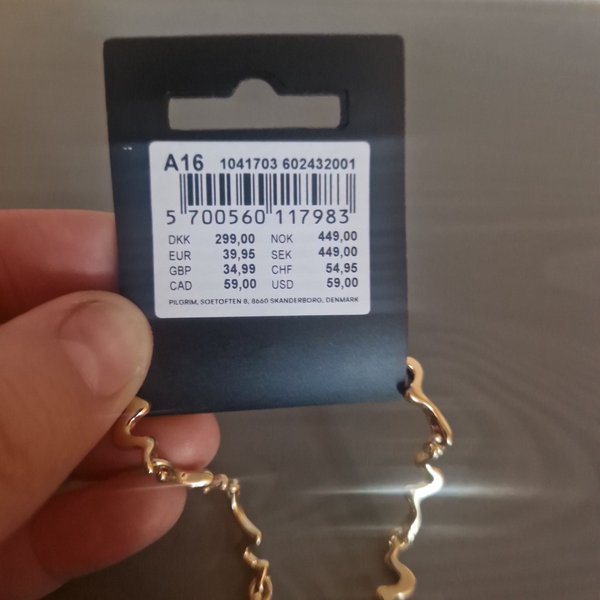 A16 1041703 602432001
5 700560 117983
DKK 299,00 NOK 449,00
EUR 39,95 SEK 449,00
GBP 34,99 CHF 54,95
CAD 59,00 USD 59,00
PILGRIM, SOETOFTEN 8, 8660 SKANDERBORG, DENMARK